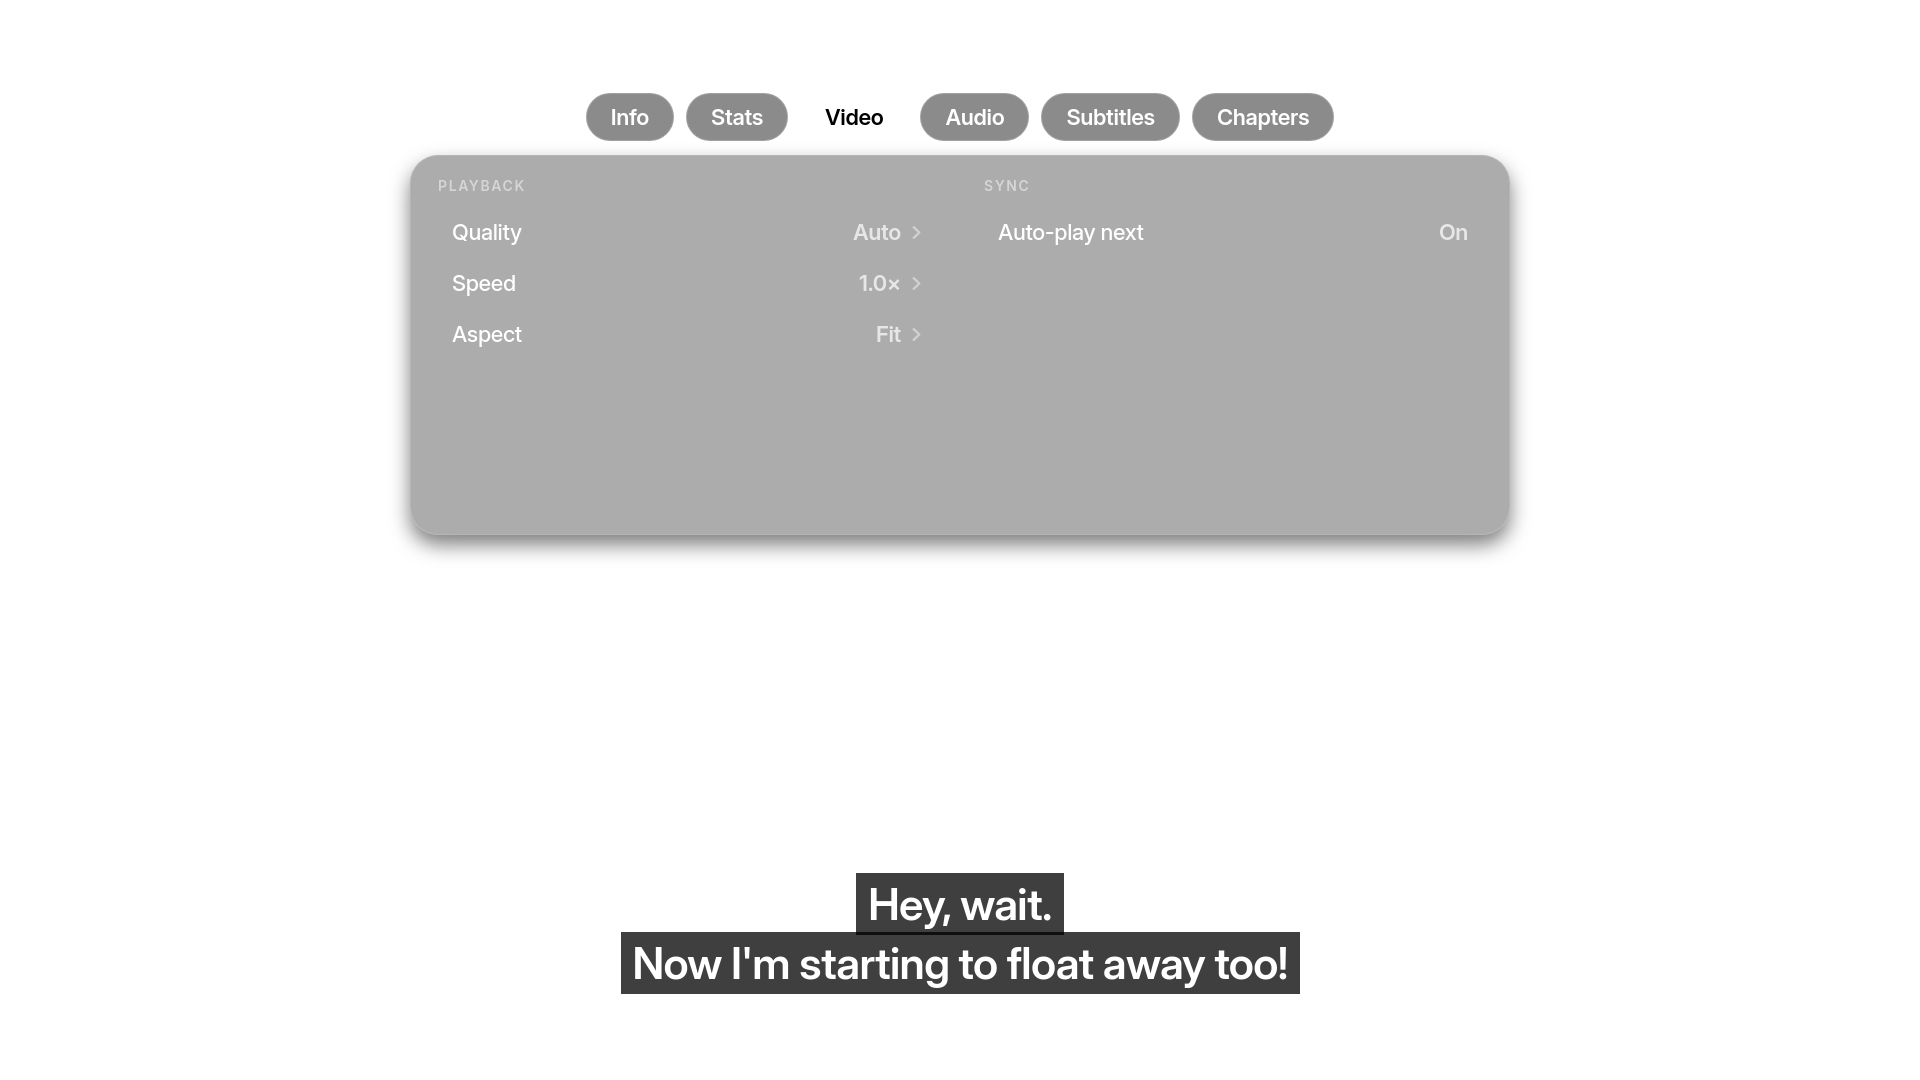 Info Stats Video Audio Subtitles Chapters
PLAYBACK
Quality Auto
Speed 1.0×
Aspect Fit
SYNC
Auto-play next On
Hey, wait.
Now I'm starting to float away too!